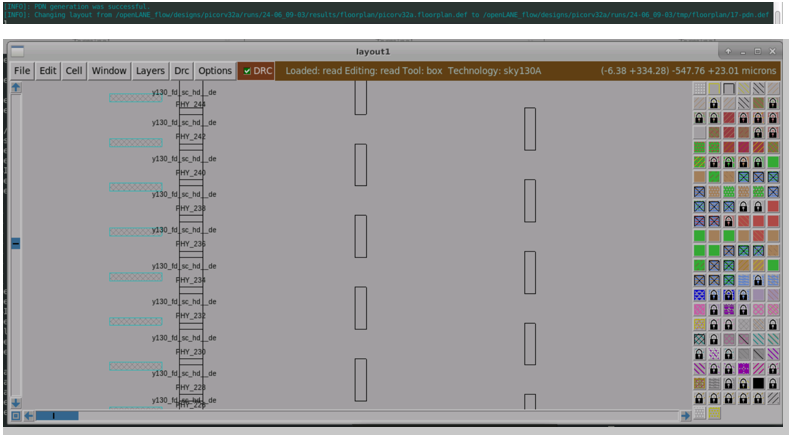 [INFO]: PDN generation was successful.
[INFO]: Changing layout from /openLANE_flow/designs/picorv32a/runs/24-06_09-03/results/floorplan/picorv32a.floorplan.def to /openLANE_flow/designs/picorv32a/runs/24-06_09-03/tmp/floorplan/17-pdn.def
layout1
File Edit Cell Window Layers Drc Options DRC Loaded: read Editing: read Tool: box Technology: sky130A (-6.38 +334.28) -547.76 +23.01 microns
y130_fd_sc_hd__de
PHY_244
y130_fd_sc_hd__de
PHY_242
y130_fd_sc_hd__de
PHY_240
y130_fd_sc_hd__de
PHY_238
y130_fd_sc_hd__de
PHY_236
y130_fd_sc_hd__de
PHY_234
y130_fd_sc_hd__de
PHY_232
y130_fd_sc_hd__de
PHY_230
y130_fd_sc_hd__de
PHY_228
y130_fd_sc_hd__de